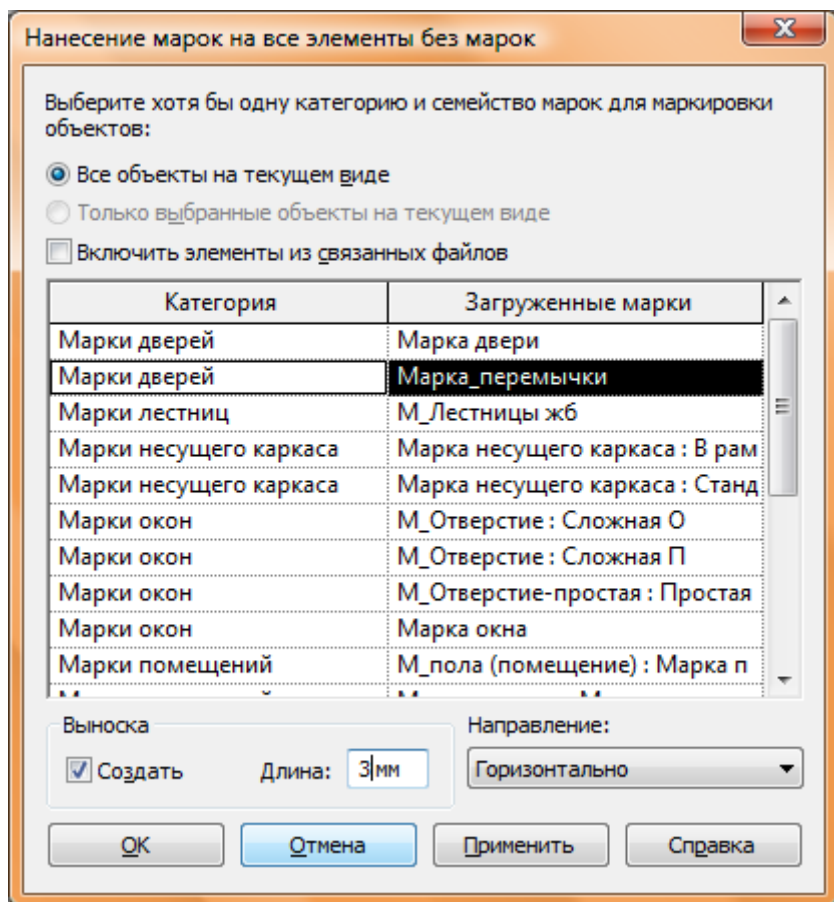 Нанесение марок на все элементы без марок
Выберите хотя бы одну категорию и семейство марок для маркировки
объектов:
Все объекты на текущем виде
Только выбранные объекты на текущем виде
Включить элементы из связанных файлов
Категория Загруженные марки
Марки дверей Марка двери
Марки дверей Марка_перемычки
Марки лестниц М_Лестницы жб
Марки несущего каркаса Марка несущего каркаса : В рам
Марки несущего каркаса Марка несущего каркаса : Станд
Марки окон М_Отверстие : Сложная О
Марки окон М_Отверстие : Сложная П
Марки окон М_Отверстие-простая : Простая
Марки окон Марка окна
Марки помещений М_пола (помещение) : Марка п
Выноска Направление:
Создать Длина: 3мм Горизонтально
ОК Отмена Применить Справка